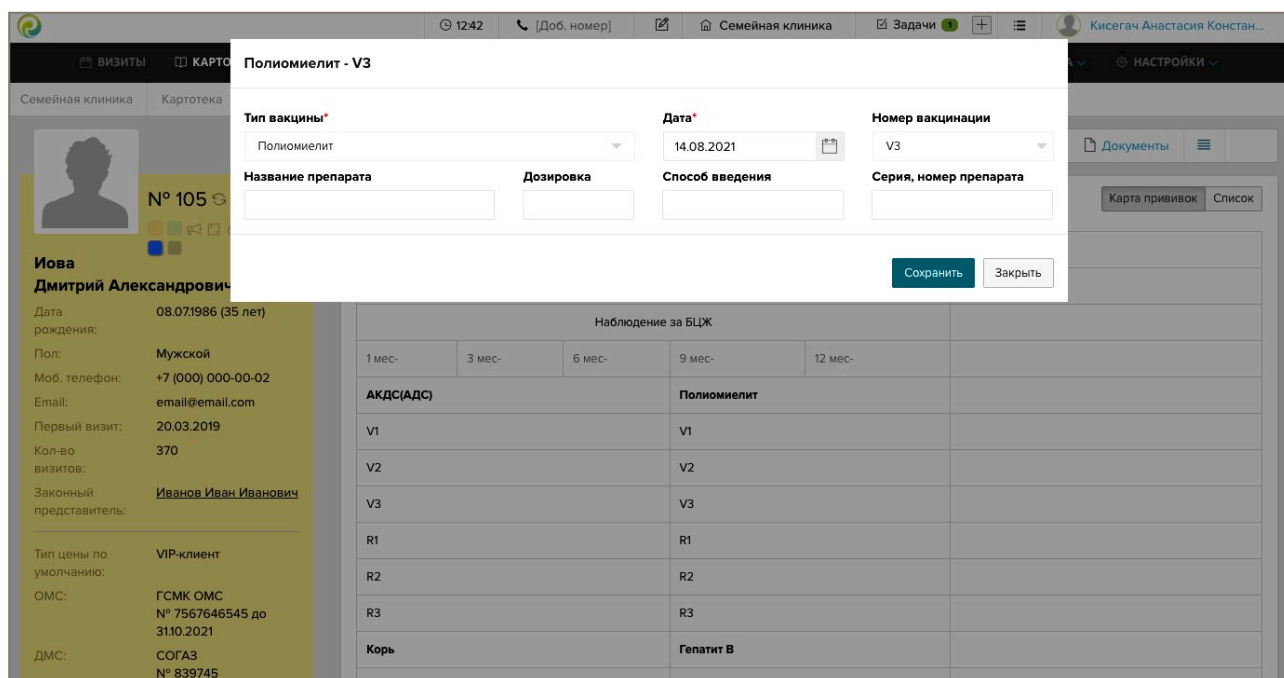 12:42 [Доб. номер] Семейная клиника Задачи 1 Кисегач Анастасия Констан...
ВИЗИТЫ НАСТРОЙКИ
Семейная клиника Картотека
Полиомиелит - V3
Тип вакцины* Дата* Номер вакцинации
Полиомиелит 14.08.2021 V3
Название препарата Дозировка Способ введения Серия, номер препарата
Сохранить Закрыть
Документы
Карта прививок Список
№ 105
Иова
Дмитрий Александрович
Дата 08.07.1986 (35 лет)
рождения:
Пол: Мужской
Моб. телефон: +7 (000) 000-00-02
Email: email@email.com
Первый визит: 20.03.2019
Кол-во 370
визитов:
Законный Иванов Иван Иванович
представитель:
Тип цены по VIP-клиент
умолчанию:
ОМС: ГСМК ОМС
№ 7567646545 до
31.10.2021
ДМС: СОГАЗ
№ 839745
Наблюдение за БЦЖ
1 мес- 3 мес- 6 мес- 9 мес- 12 мес-
АКДС(АДС) Полиомиелит
V1 V1
V2 V2
V3 V3
R1 R1
R2 R2
R3 R3
Корь Гепатит В